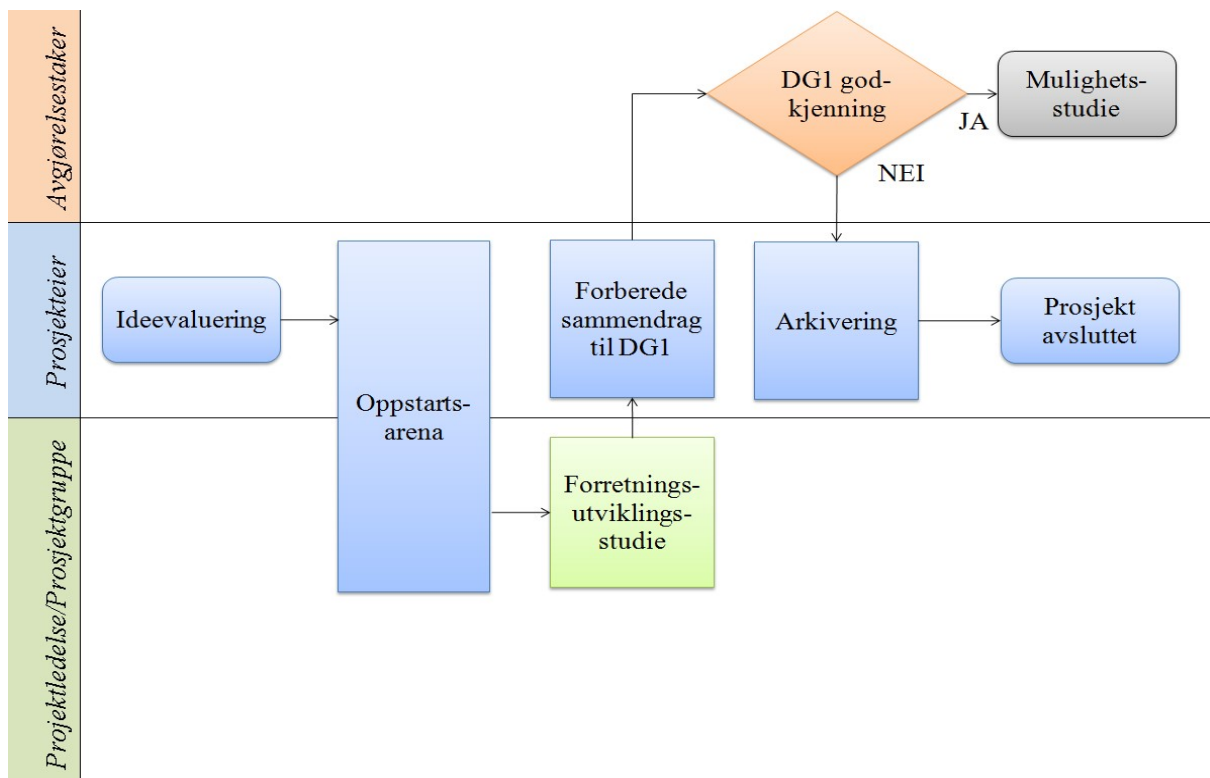 Avgjørelsestaker
DG1 god-
kjenning
Mulighets-
studie
JA
NEI
Prosjekteier
Ideevaluering
Oppstarts-
arena
Forberede
sammendrag
til DG1
Arkivering
Prosjekt
avsluttet
Projektledelse/Prosjektgruppe
Forretnings-
utviklings-
studie